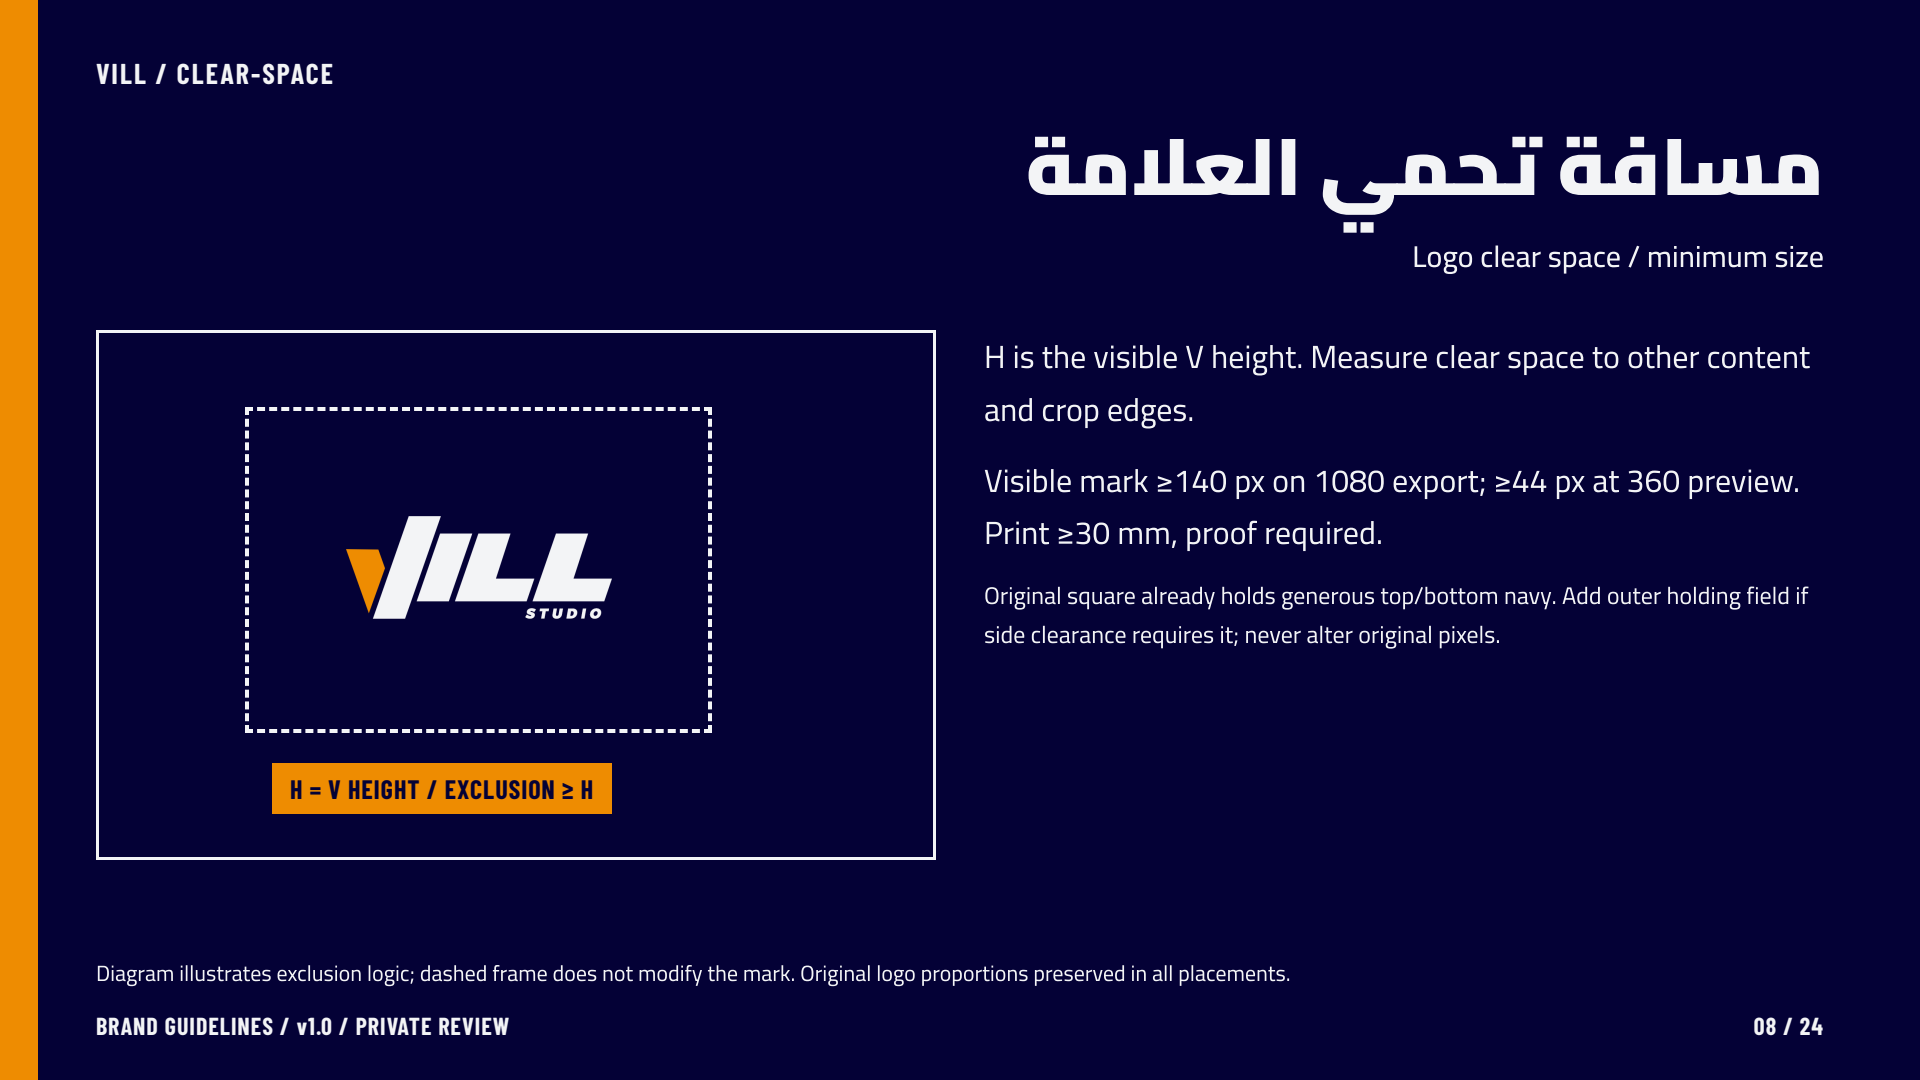 VILL / CLEAR-SPACE
مسافة تحمي العلامة
Logo clear space / minimum size
VILL
STUDIO
H = V HEIGHT / EXCLUSION ≥ H
H is the visible V height. Measure clear space to other content
and crop edges.
Visible mark ≥140 px on 1080 export; ≥44 px at 360 preview.
Print ≥30 mm, proof required.
Original square already holds generous top/bottom navy. Add outer holding field if
side clearance requires it; never alter original pixels.
Diagram illustrates exclusion logic; dashed frame does not modify the mark. Original logo proportions preserved in all placements.
BRAND GUIDELINES / v1.0 / PRIVATE REVIEW
08 / 24